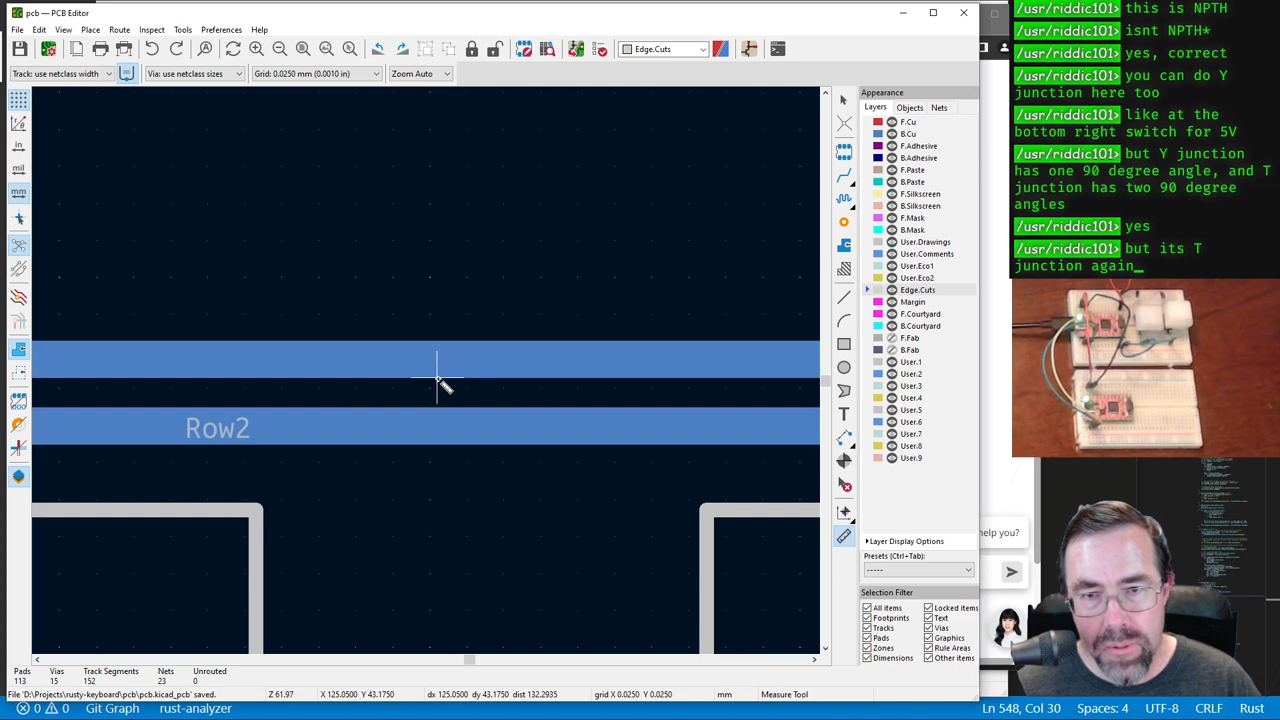 pcb — PCB Editor
File Edit View Place Route Inspect Tools Preferences Help
Edge.Cuts
Track: use netclass width
Via: use netclass sizes
Grid: 0.0250 mm (0.0010 in)
Zoom Auto
in
mil
mm
Row2
Appearance
Layers Objects Nets
F.Cu
B.Cu
F.Adhesive
B.Adhesive
F.Paste
B.Paste
F.Silkscreen
B.Silkscreen
F.Mask
B.Mask
User.Drawings
User.Comments
User.Eco1
User.Eco2
Edge.Cuts
Margin
F.Courtyard
B.Courtyard
F.Fab
B.Fab
User.1
User.2
User.3
User.4
User.5
User.6
User.7
User.8
User.9
Layer Display Options
Presets (Ctrl+Tab):
-----
Selection Filter
All items Locked items
Footprints Text
Tracks Vias
Pads Graphics
Zones Rule Areas
Dimensions Other items
Pads Vias Track Segments Nets Unrouted
113 15 152 23 0
File 'D:\Projects\rusty-keyboard\pcb\pcb.kicad_pcb' saved. Z 61.97 X 125.0500 Y 43.1750 dx 125.0500 dy 43.1750 dist 132.2935 grid X 0.0250 Y 0.0250 mm Measure Tool
0 0 Git Graph rust-analyzer Ln 548, Col 30 Spaces: 4 UTF-8 CRLF Rust
/usr/riddic101> this is NPTH
/usr/riddic101> isnt NPTH*
/usr/riddic101> yes, correct
/usr/riddic101> you can do Y
junction here too
/usr/riddic101> like at the
bottom right switch for 5V
/usr/riddic101> but Y junction
has one 90 degree angle, and T
junction has two 90 degree
angles
/usr/riddic101> yes
/usr/riddic101> but its T
junction again_
help you?